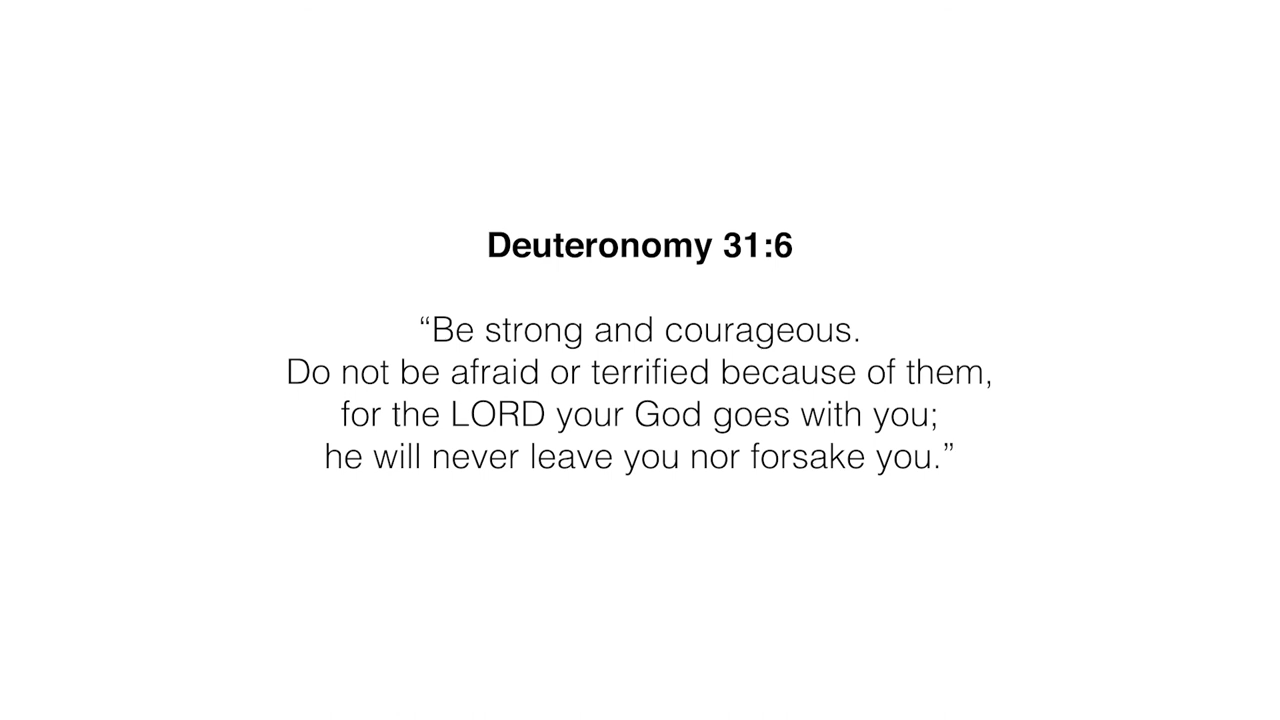 Deuteronomy 31:6
“Be strong and courageous.
Do not be afraid or terrified because of them,
for the LORD your God goes with you;
he will never leave you nor forsake you.”